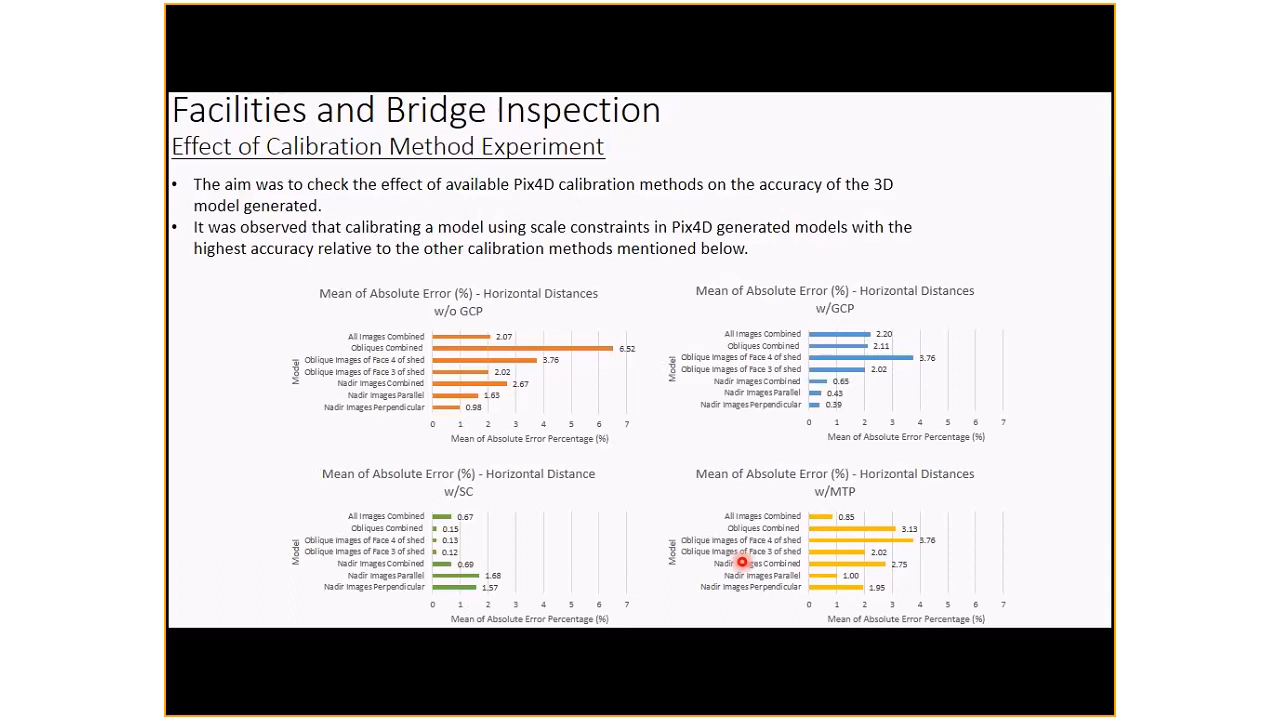 Facilities and Bridge Inspection
Effect of Calibration Method Experiment
• The aim was to check the effect of available Pix4D calibration methods on the accuracy of the 3D
model generated.
• It was observed that calibrating a model using scale constraints in Pix4D generated models with the
highest accuracy relative to the other calibration methods mentioned below.
Mean of Absolute Error (%) - Horizontal Distances
w/o GCP
Model
All Images Combined 2.07
Obliques Combined 6.52
Oblique Images of Face 4 of shed 3.76
Oblique Images of Face 3 of shed 2.02
Nadir Images Combined 2.67
Nadir Images Parallel 1.63
Nadir Images Perpendicular 0.98
0 1 2 3 4 5 6 7
Mean of Absolute Error Percentage (%)
Mean of Absolute Error (%) - Horizontal Distances
w/GCP
Model
All Images Combined 2.20
Obliques Combined 2.11
Oblique Images of Face 4 of shed 3.76
Oblique Images of Face 3 of shed 2.02
Nadir Images Combined 0.65
Nadir Images Parallel 0.43
Nadir Images Perpendicular 0.39
0 1 2 3 4 5 6 7
Mean of Absolute Error Percentage (%)
Mean of Absolute Error (%) - Horizontal Distance
w/SC
Model
All Images Combined 0.67
Obliques Combined 0.15
Oblique Images of Face 4 of shed 0.13
Oblique Images of Face 3 of shed 0.12
Nadir Images Combined 0.69
Nadir Images Parallel 1.68
Nadir Images Perpendicular 1.57
0 1 2 3 4 5 6 7
Mean of Absolute Error Percentage (%)
Mean of Absolute Error (%) - Horizontal Distances
w/MTP
Model
All Images Combined 0.85
Obliques Combined 3.13
Oblique Images of Face 4 of shed 3.76
Oblique Images of Face 3 of shed 2.02
Nadir Images Combined 2.75
Nadir Images Parallel 1.00
Nadir Images Perpendicular 1.95
0 1 2 3 4 5 6 7
Mean of Absolute Error Percentage (%)